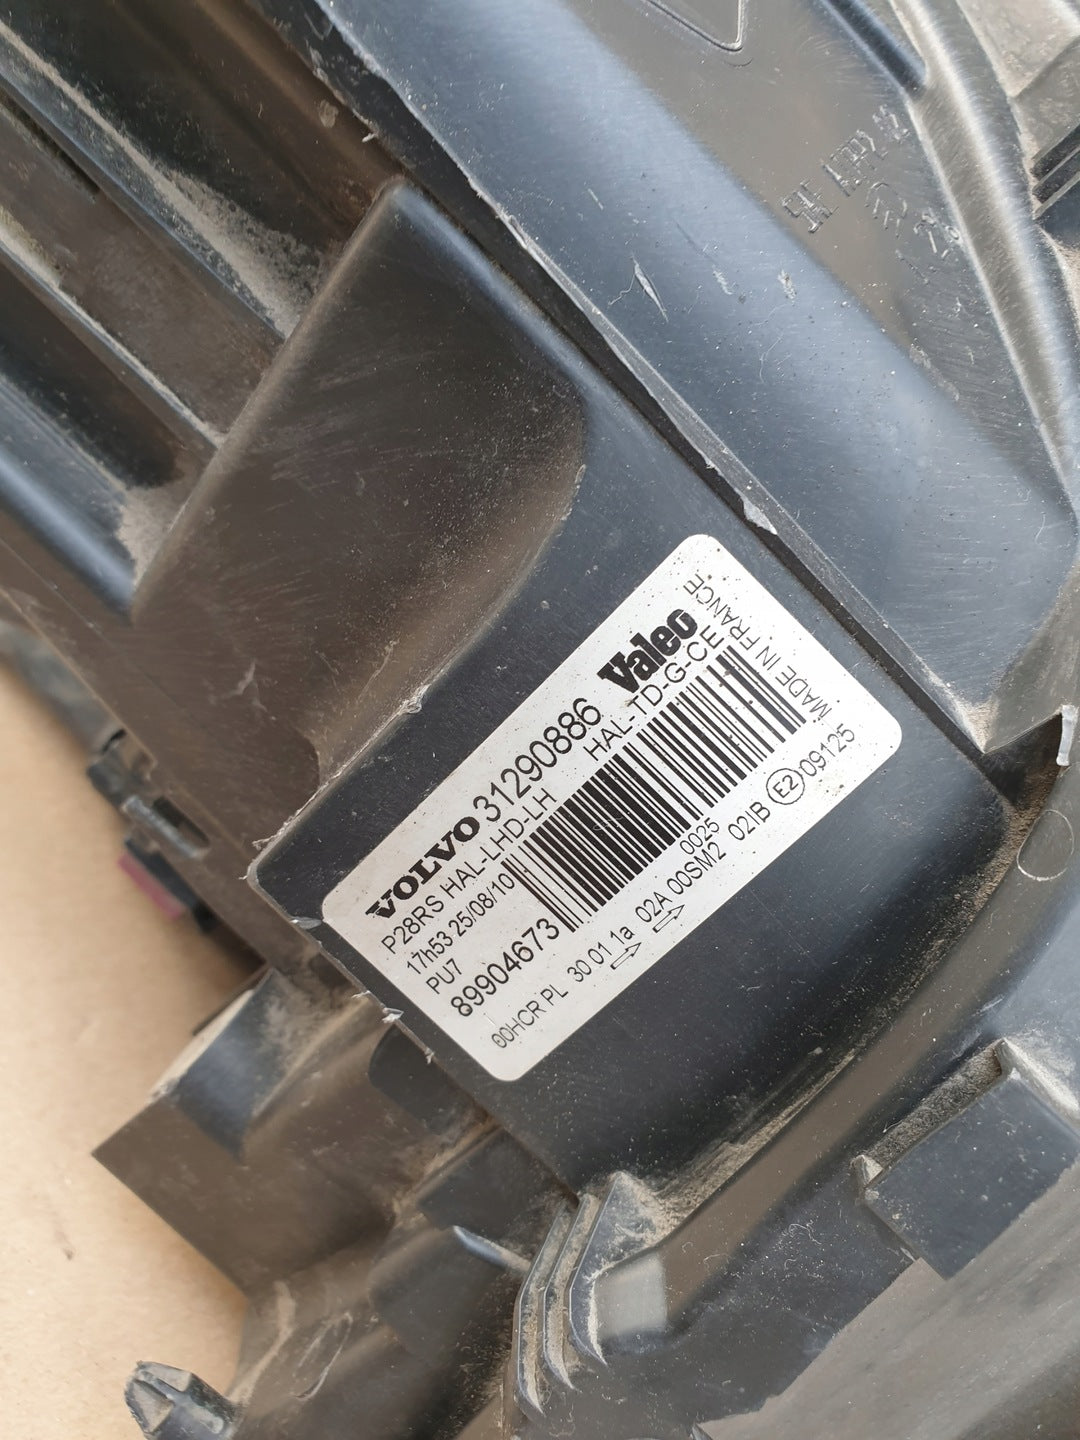 Valeo
VOLVO 31290886
P28RS HAL-LHD-LH HAL-TD-G-CE
17h53 25/08/10
PU7
89904673
0025
MADE IN FRANCE
00HCR PL 30 01 1a 02A 00SM2 02IB E2 09125